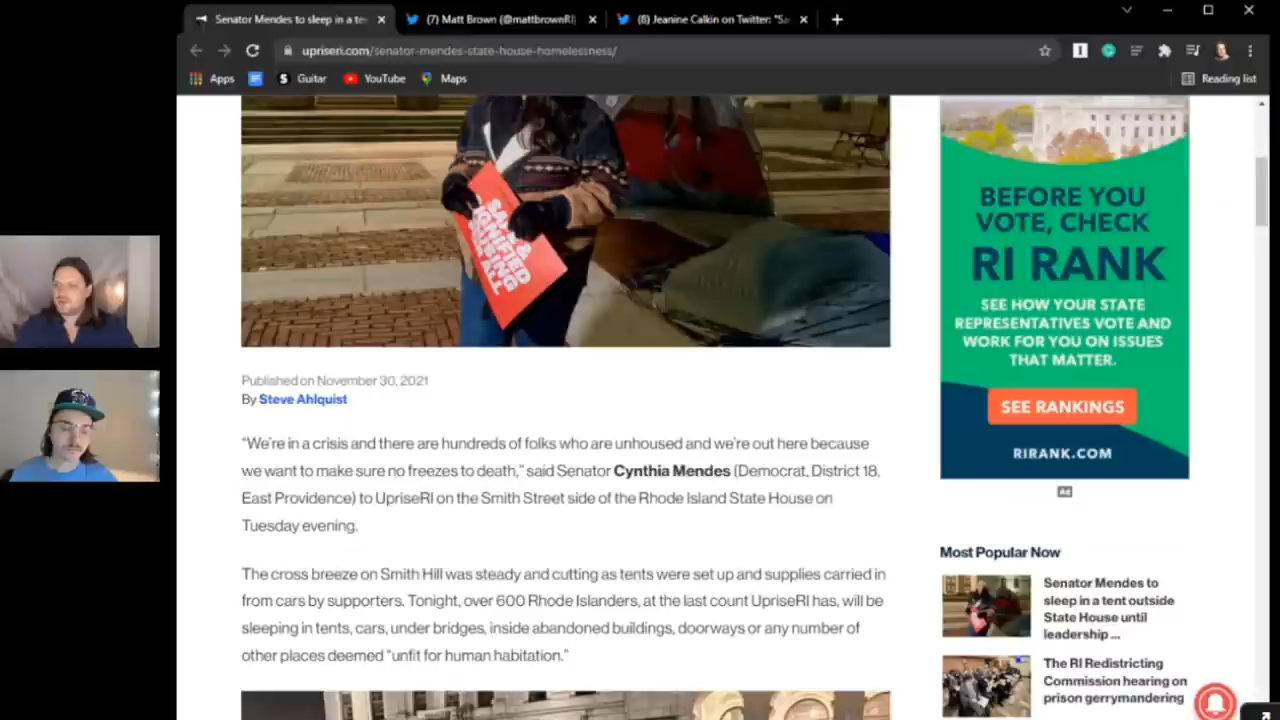 Senator Mendes to sleep in a te
(7) Matt Brown (@mattbrownRI)
(8) Jeanine Calkin on Twitter: "Sa
upriseri.com/senator-mendes-state-house-homelessness/
Apps
Guitar
YouTube
Maps
Reading list
Published on November 30, 2021
By Steve Ahlquist
“We’re in a crisis and there are hundreds of folks who are unhoused and we’re out here because
we want to make sure no freezes to death,” said Senator Cynthia Mendes (Democrat, District 18,
East Providence) to UpriseRI on the Smith Street side of the Rhode Island State House on
Tuesday evening.
The cross breeze on Smith Hill was steady and cutting as tents were set up and supplies carried in
from cars by supporters. Tonight, over 600 Rhode Islanders, at the last count UpriseRI has, will be
sleeping in tents, cars, under bridges, inside abandoned buildings, doorways or any number of
other places deemed “unfit for human habitation.”
BEFORE YOU
VOTE, CHECK
RI RANK
SEE HOW YOUR STATE
REPRESENTATIVES VOTE AND
WORK FOR YOU ON ISSUES
THAT MATTER.
SEE RANKINGS
RIRANK.COM
Ad
Most Popular Now
Senator Mendes to
sleep in a tent outside
State House until
leadership ...
The RI Redistricting
Commission hearing on
prison gerrymandering